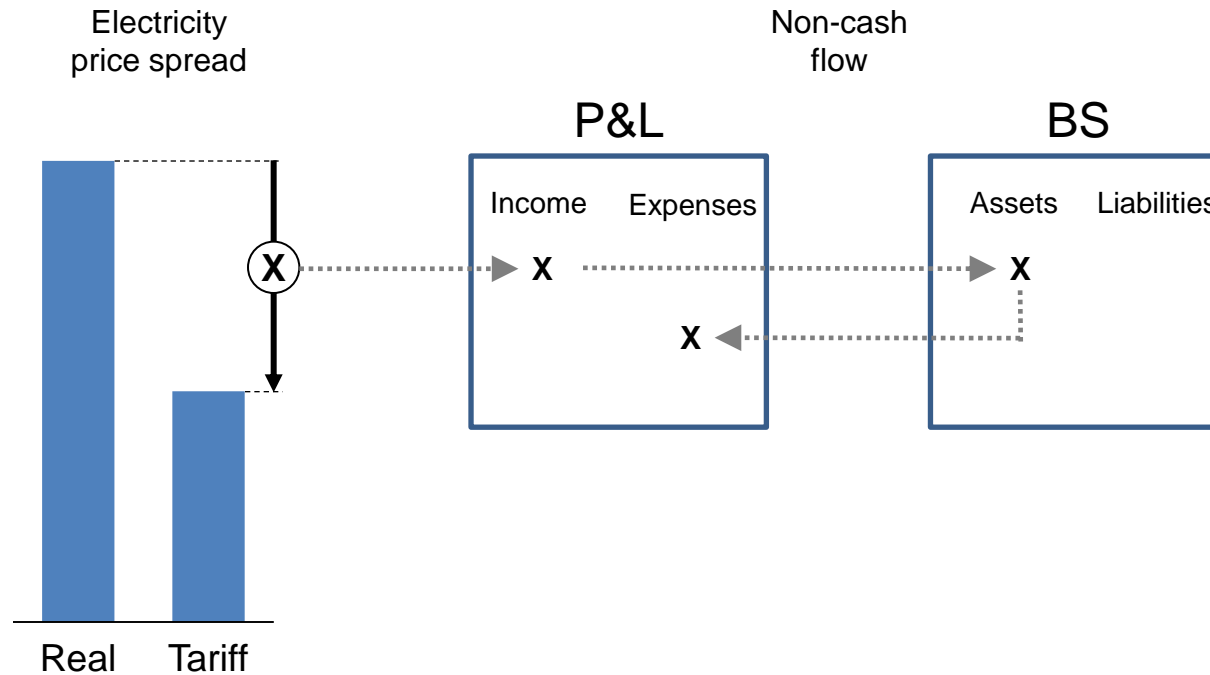 Electricity
price spread
Non-cash
flow
P&L
BS
Income
Expenses
Assets
Liabilities
X
X
X
X
Real
Tariff